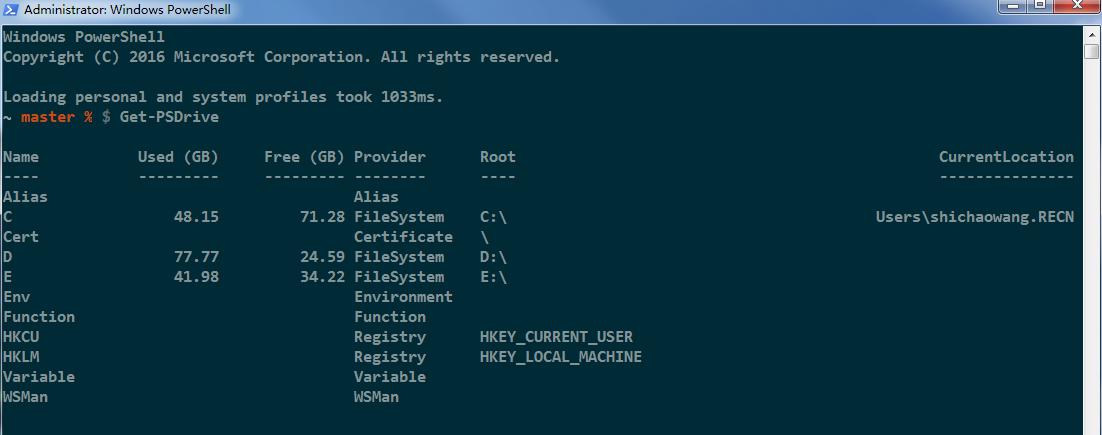 Administrator: Windows PowerShell
Windows PowerShell
Copyright (C) 2016 Microsoft Corporation. All rights reserved.
Loading personal and system profiles took 1033ms.
~ master % $ Get-PSDrive
Name Used (GB) Free (GB) Provider Root CurrentLocation
---- --------- --------- -------- ---- ---------------
Alias Alias
C 48.15 71.28 FileSystem C:\ Users\shichaowang.RECN
Cert Certificate \
D 77.77 24.59 FileSystem D:\
E 41.98 34.22 FileSystem E:\
Env Environment
Function Function
HKCU Registry HKEY_CURRENT_USER
HKLM Registry HKEY_LOCAL_MACHINE
Variable Variable
WSMan WSMan